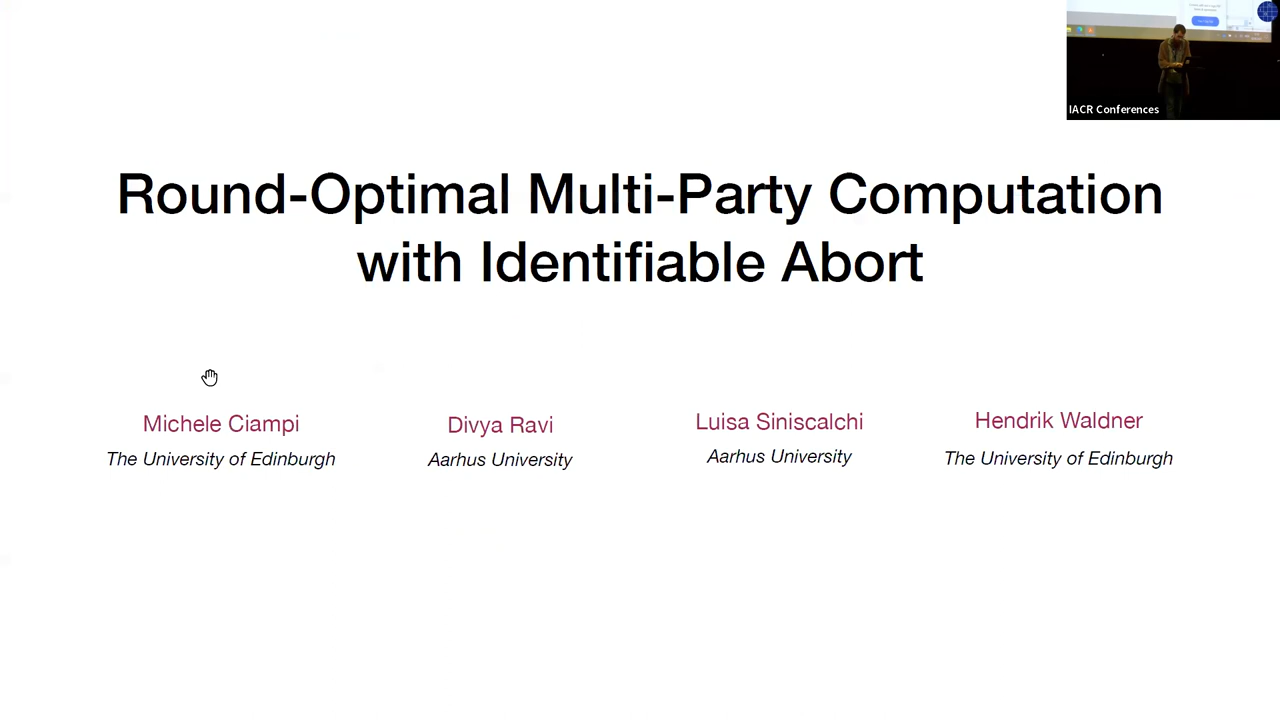 IACR Conferences
Round-Optimal Multi-Party Computation
with Identifiable Abort
Michele Ciampi
The University of Edinburgh
Divya Ravi
Aarhus University
Luisa Siniscalchi
Aarhus University
Hendrik Waldner
The University of Edinburgh